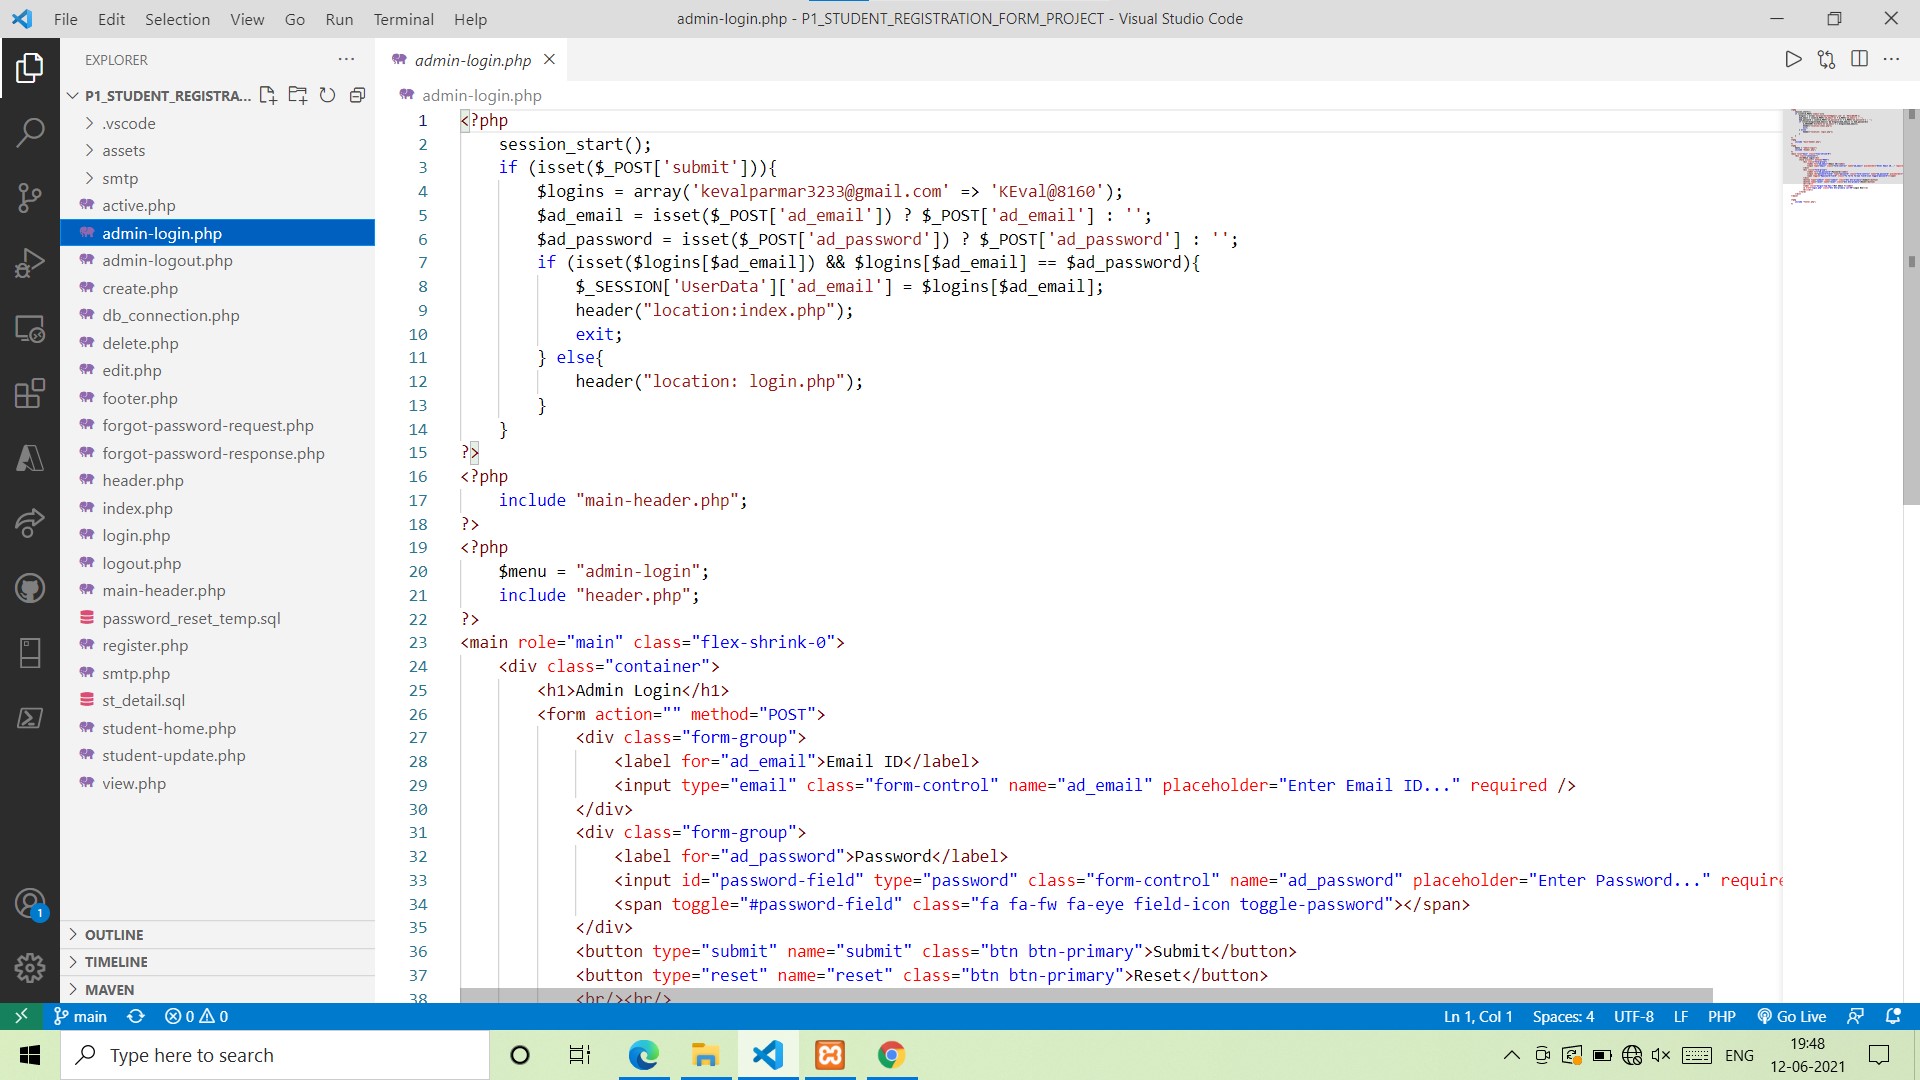 File Edit Selection View Go Run Terminal Help
admin-login.php - P1_STUDENT_REGISTRATION_FORM_PROJECT - Visual Studio Code
EXPLORER
P1_STUDENT_REGISTRA...
.vscode
assets
smtp
active.php
admin-login.php
admin-logout.php
create.php
db_connection.php
delete.php
edit.php
footer.php
forgot-password-request.php
forgot-password-response.php
header.php
index.php
login.php
logout.php
main-header.php
password_reset_temp.sql
register.php
smtp.php
st_detail.sql
student-home.php
student-update.php
view.php
OUTLINE
TIMELINE
MAVEN
1
admin-login.php
admin-login.php
1 <?php
2 session_start();
3 if (isset($_POST['submit'])){
4 $logins = array('kevalparmar3233@gmail.com' => 'KEval@8160');
5 $ad_email = isset($_POST['ad_email']) ? $_POST['ad_email'] : '';
6 $ad_password = isset($_POST['ad_password']) ? $_POST['ad_password'] : '';
7 if (isset($logins[$ad_email]) && $logins[$ad_email] == $ad_password){
8 $_SESSION['UserData']['ad_email'] = $logins[$ad_email];
9 header("location:index.php");
10 exit;
11 } else{
12 header("location: login.php");
13 }
14 }
15 ?>
16 <?php
17 include "main-header.php";
18 ?>
19 <?php
20 $menu = "admin-login";
21 include "header.php";
22 ?>
23 <main role="main" class="flex-shrink-0">
24 <div class="container">
25 <h1>Admin Login</h1>
26 <form action="" method="POST">
27 <div class="form-group">
28 <label for="ad_email">Email ID</label>
29 <input type="email" class="form-control" name="ad_email" placeholder="Enter Email ID..." required />
30 </div>
31 <div class="form-group">
32 <label for="ad_password">Password</label>
33 <input id="password-field" type="password" class="form-control" name="ad_password" placeholder="Enter Password..." require
34 <span toggle="#password-field" class="fa fa-fw fa-eye field-icon toggle-password"></span>
35 </div>
36 <button type="submit" name="submit" class="btn btn-primary">Submit</button>
37 <button type="reset" name="reset" class="btn btn-primary">Reset</button>
38 <br/><br/>
main 0 0 Ln 1, Col 1 Spaces: 4 UTF-8 LF PHP Go Live
Type here to search
ENG
19:48
12-06-2021